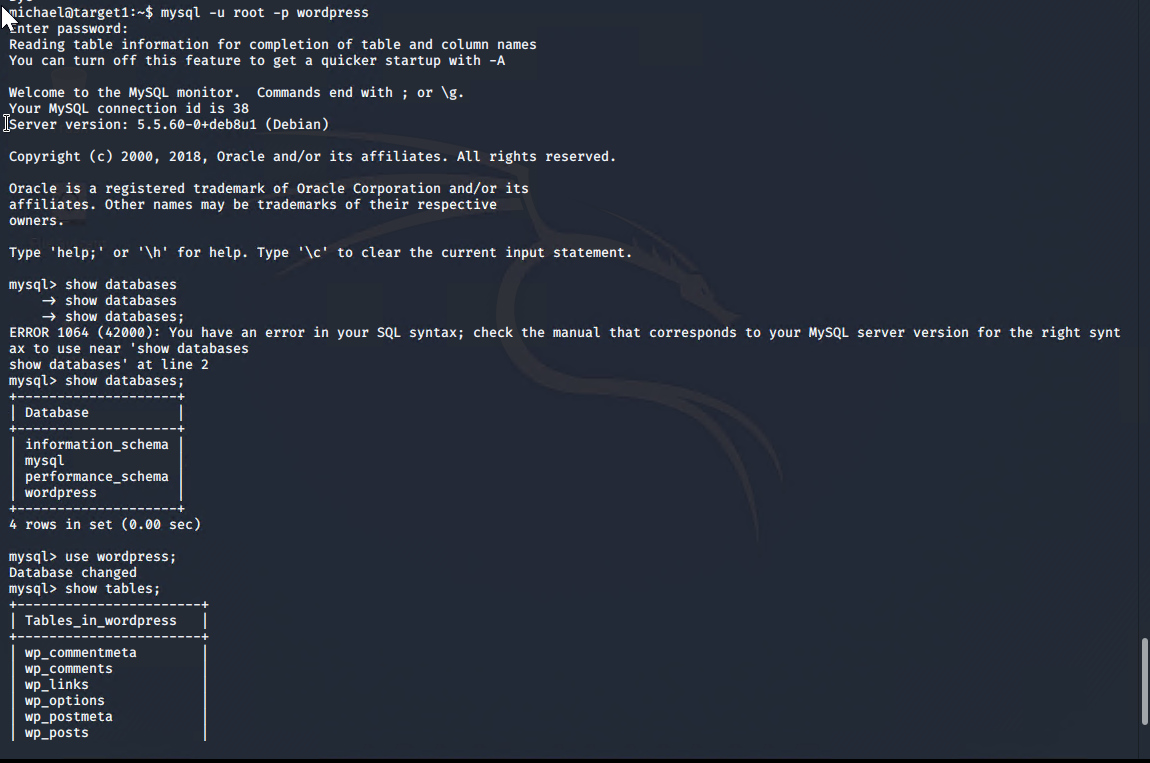 michael@target1:~$ mysql -u root -p wordpress
Enter password:
Reading table information for completion of table and column names
You can turn off this feature to get a quicker startup with -A
Welcome to the MySQL monitor.  Commands end with ; or \g.
Your MySQL connection id is 38
Server version: 5.5.60-0+deb8u1 (Debian)
Copyright (c) 2000, 2018, Oracle and/or its affiliates. All rights reserved.
Oracle is a registered trademark of Oracle Corporation and/or its
affiliates. Other names may be trademarks of their respective
owners.
Type 'help;' or '\h' for help. Type '\c' to clear the current input statement.
mysql> show databases
    -> show databases
    -> show databases;
ERROR 1064 (42000): You have an error in your SQL syntax; check the manual that corresponds to your MySQL server version for the right synt
ax to use near 'show databases
show databases' at line 2
mysql> show databases;
+--------------------+
| Database           |
+--------------------+
| information_schema |
| mysql              |
| performance_schema |
| wordpress          |
+--------------------+
4 rows in set (0.00 sec)
mysql> use wordpress;
Database changed
mysql> show tables;
+-----------------------+
| Tables_in_wordpress   |
+-----------------------+
| wp_commentmeta        |
| wp_comments           |
| wp_links              |
| wp_options            |
| wp_postmeta           |
| wp_posts              |